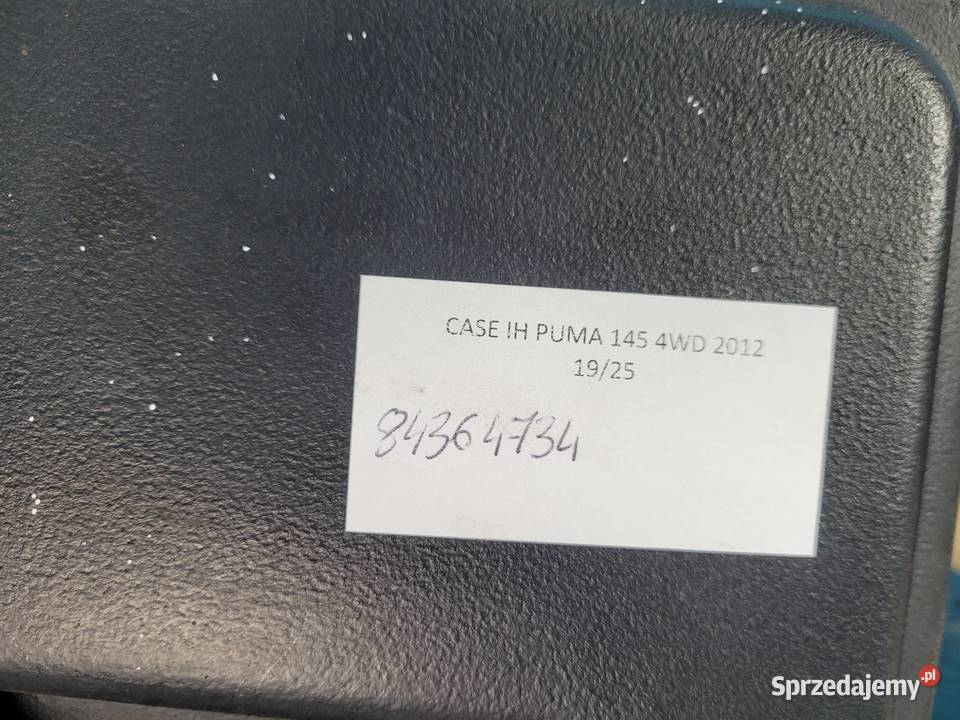 CASE IH PUMA 145 4WD 2012
19/25
84364734
Sprzedajemy.pl